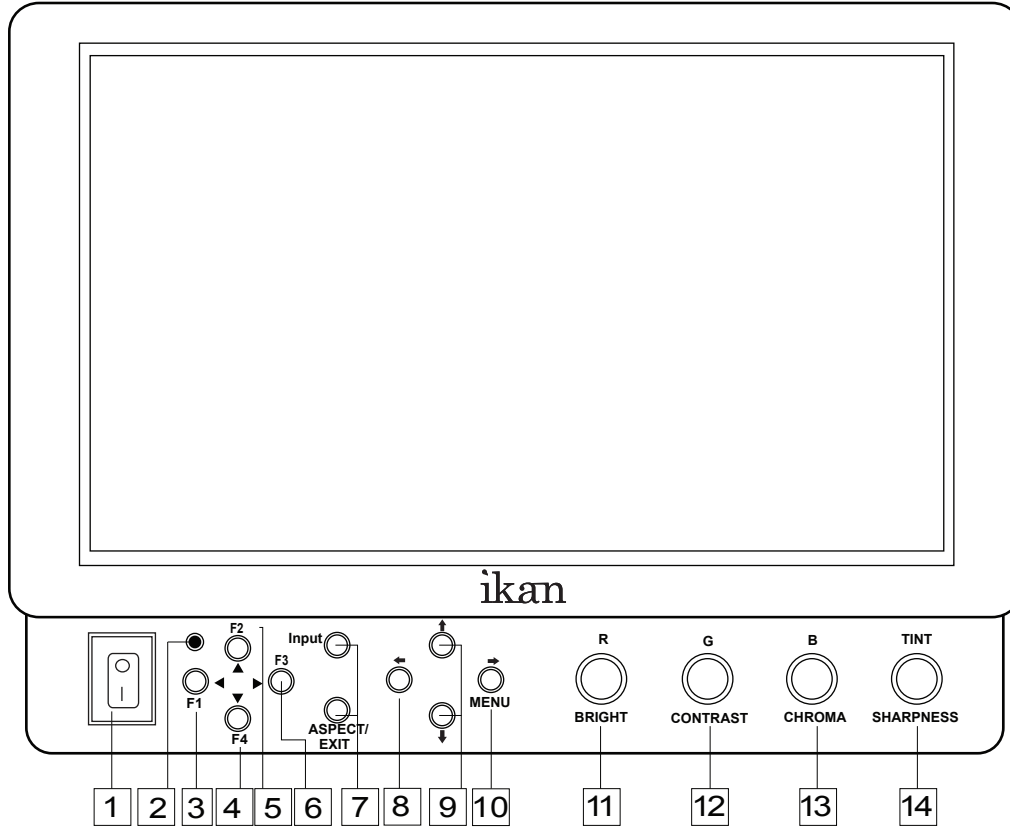 ikan
F2
Input
F3
F1
F4
ASPECT/
EXIT
MENU
R
BRIGHT
G
CONTRAST
B
CHROMA
TINT
SHARPNESS
1 2 3 4 5 6 7 8 9 10 11 12 13 14